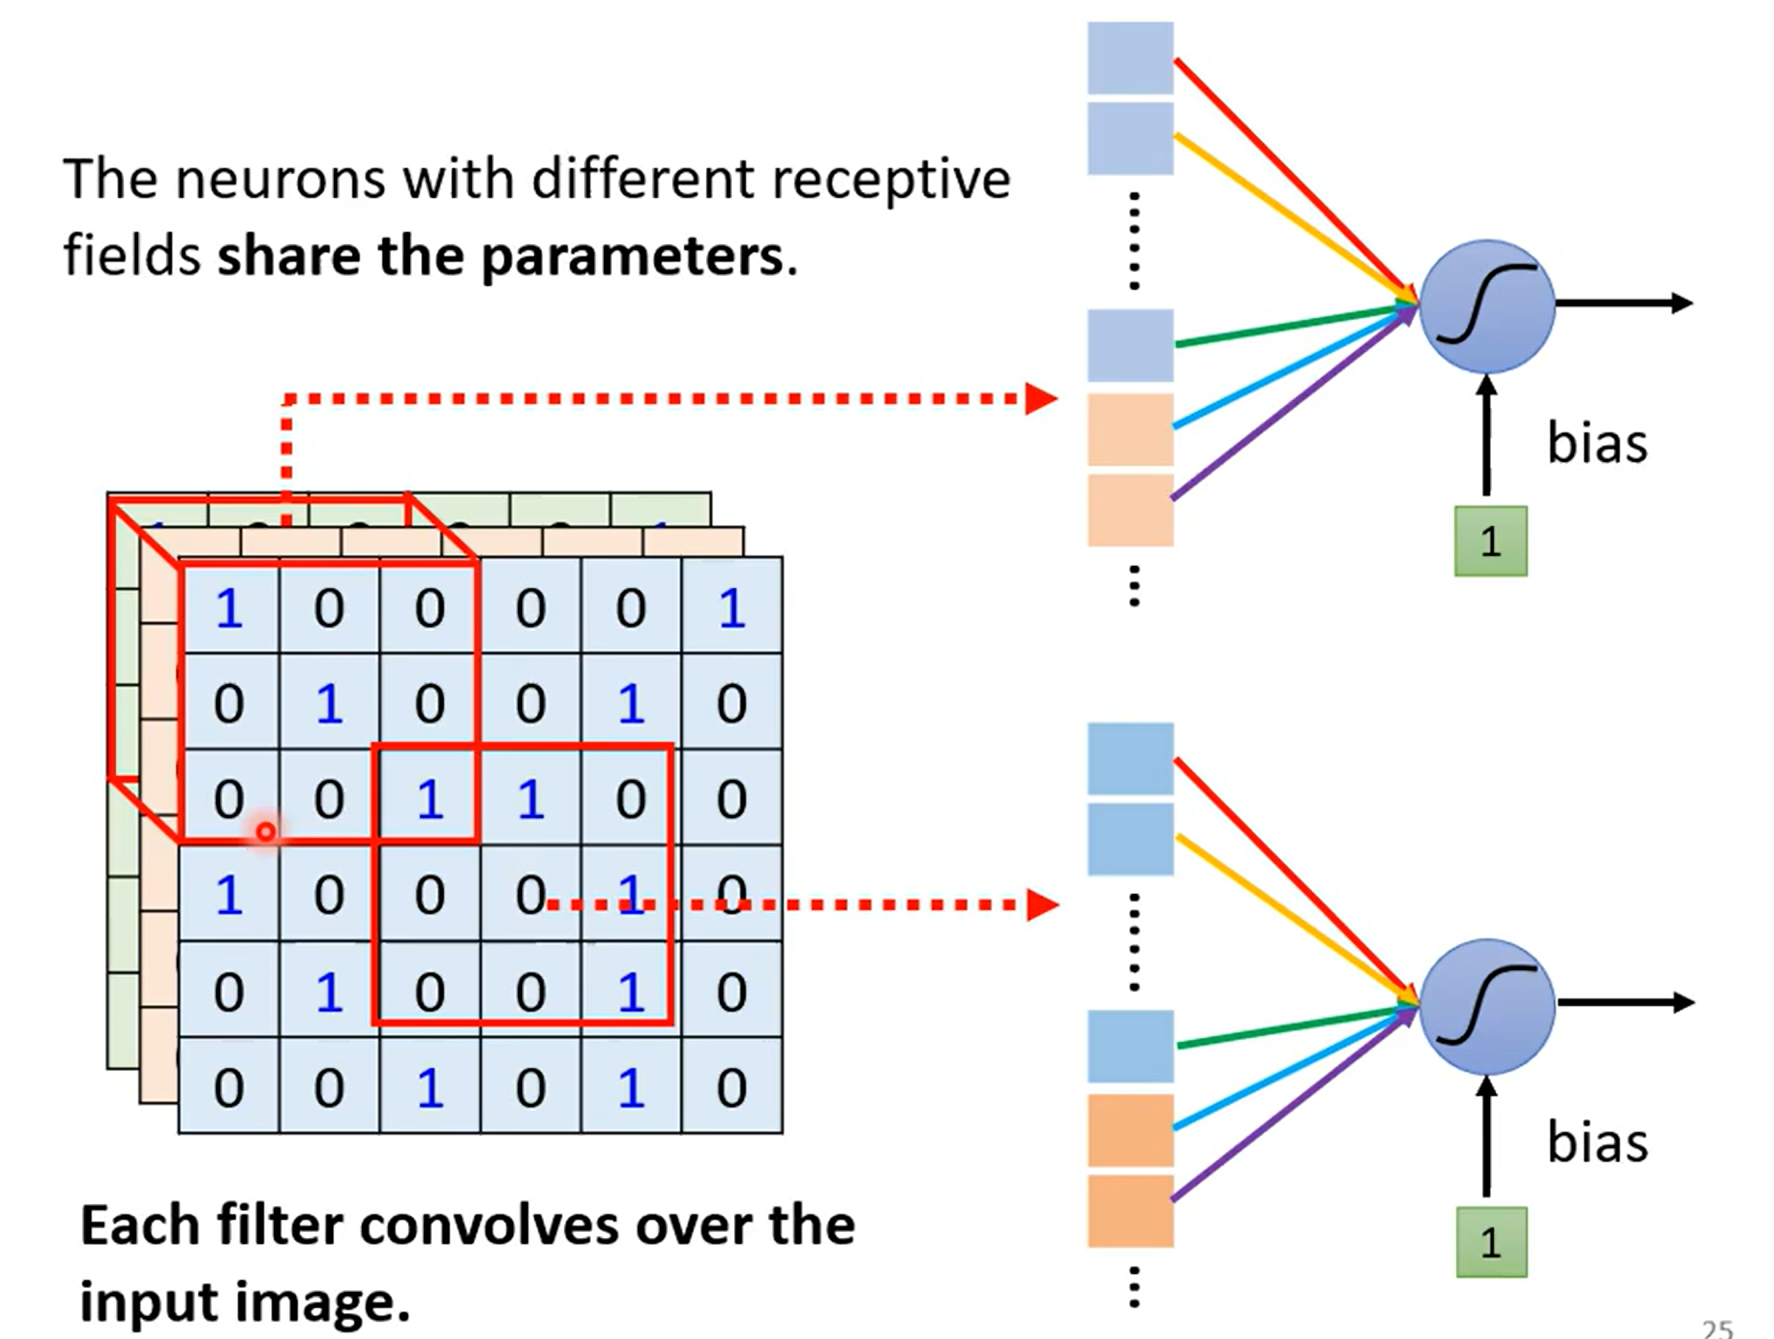 The neurons with different receptive
fields share the parameters.
bias
1
1 0 0 0 0 1
0 1 0 0 1 0
0 0 1 1 0 0
1 0 0 0 1 0
0 1 0 0 1 0
0 0 1 0 1 0
bias
1
Each filter convolves over the
input image.
25